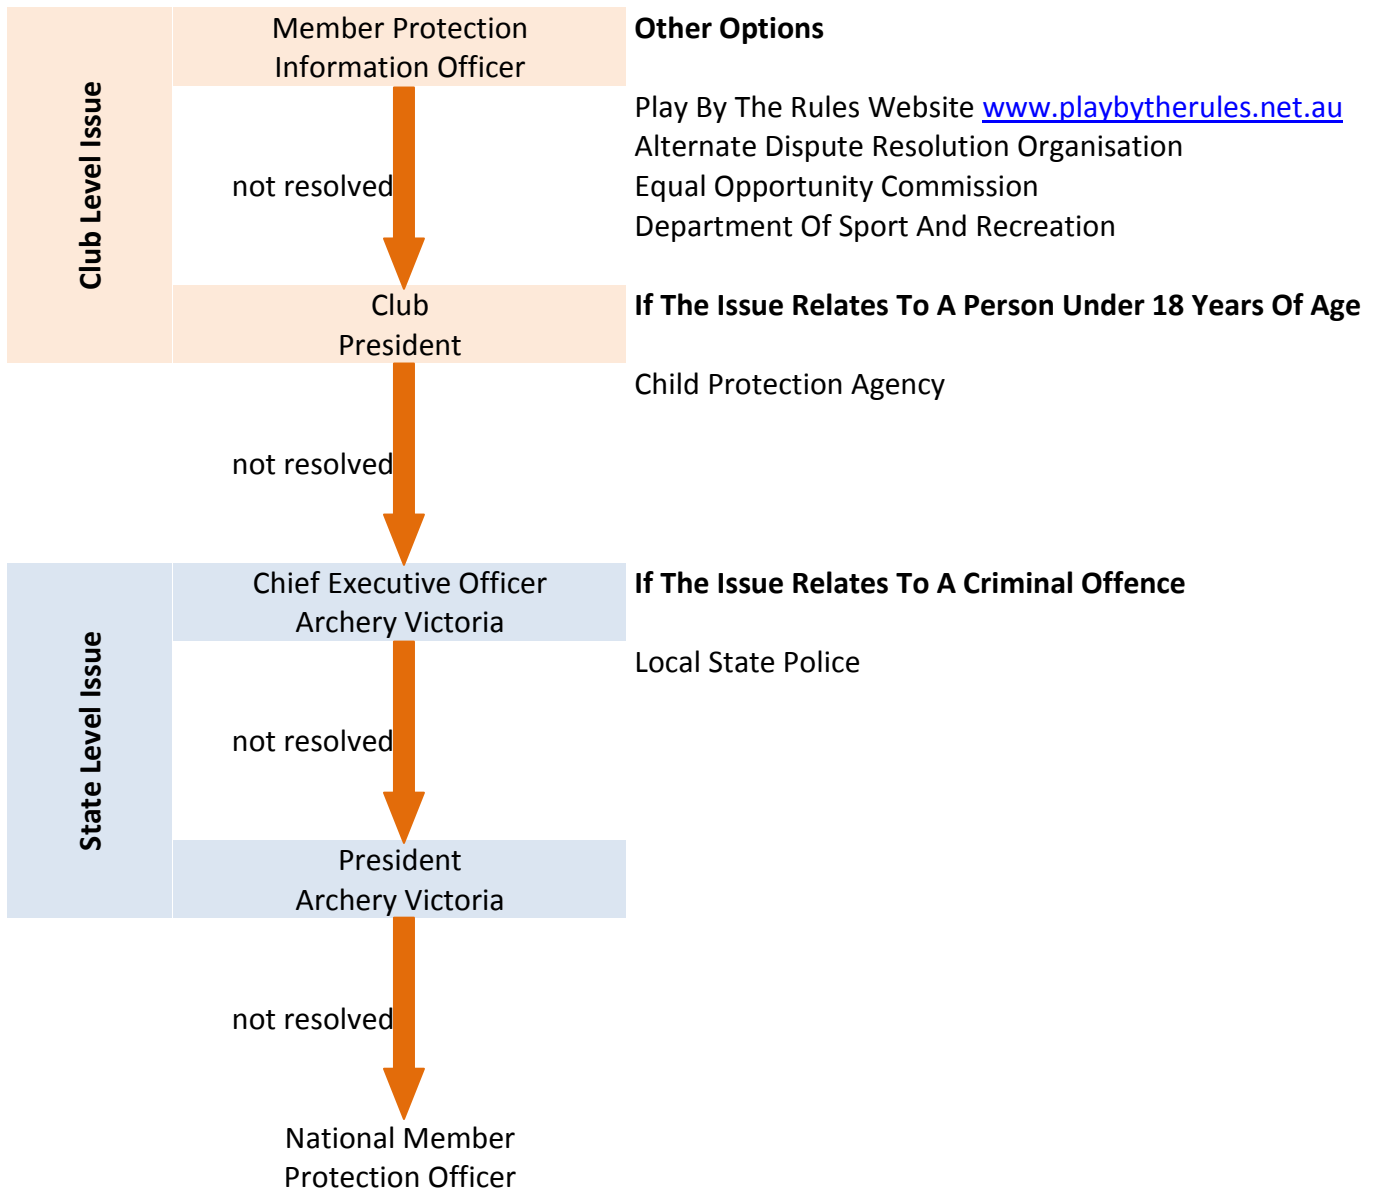 Club Level Issue
Member Protection
Information Officer
not resolved
Club
President
not resolved
State Level Issue
Chief Executive Officer
Archery Victoria
not resolved
President
Archery Victoria
not resolved
National Member
Protection Officer
Other Options
Play By The Rules Website www.playbytherules.net.au
Alternate Dispute Resolution Organisation
Equal Opportunity Commission
Department Of Sport And Recreation
If The Issue Relates To A Person Under 18 Years Of Age
Child Protection Agency
If The Issue Relates To A Criminal Offence
Local State Police